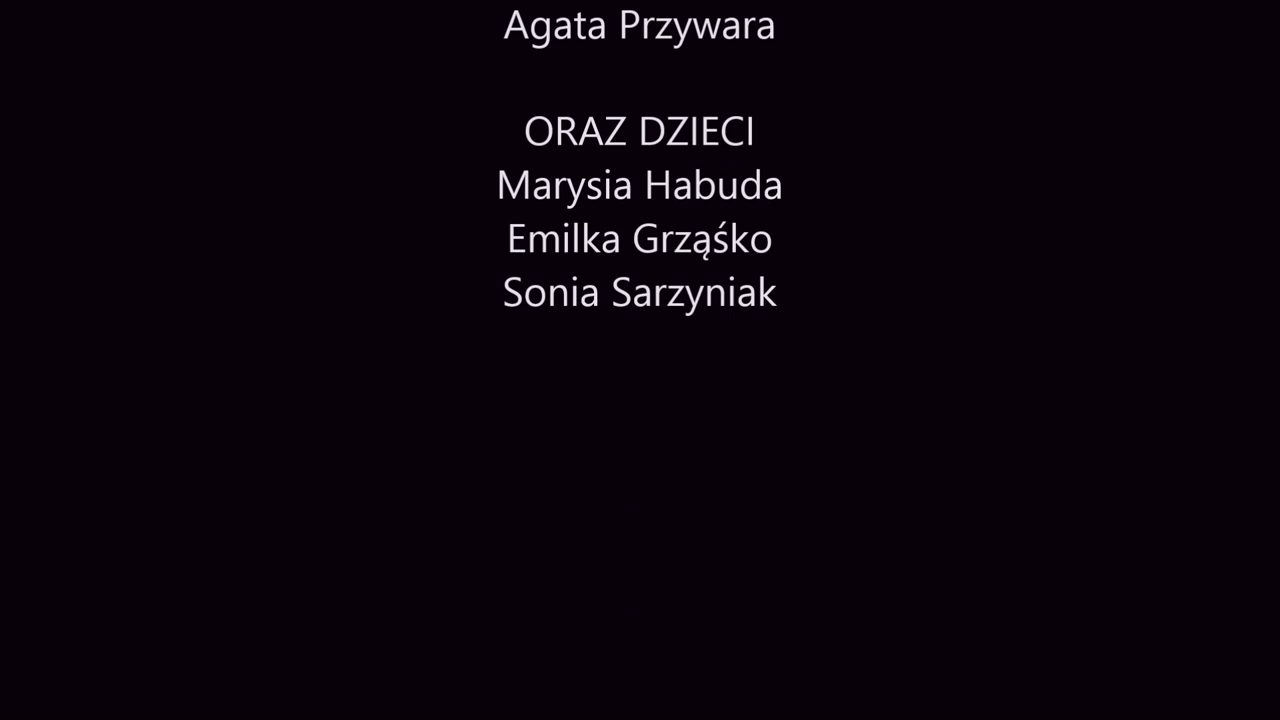 Agata Przywara
ORAZ DZIECI
Marysia Habuda
Emilka Grząśko
Sonia Sarzyniak